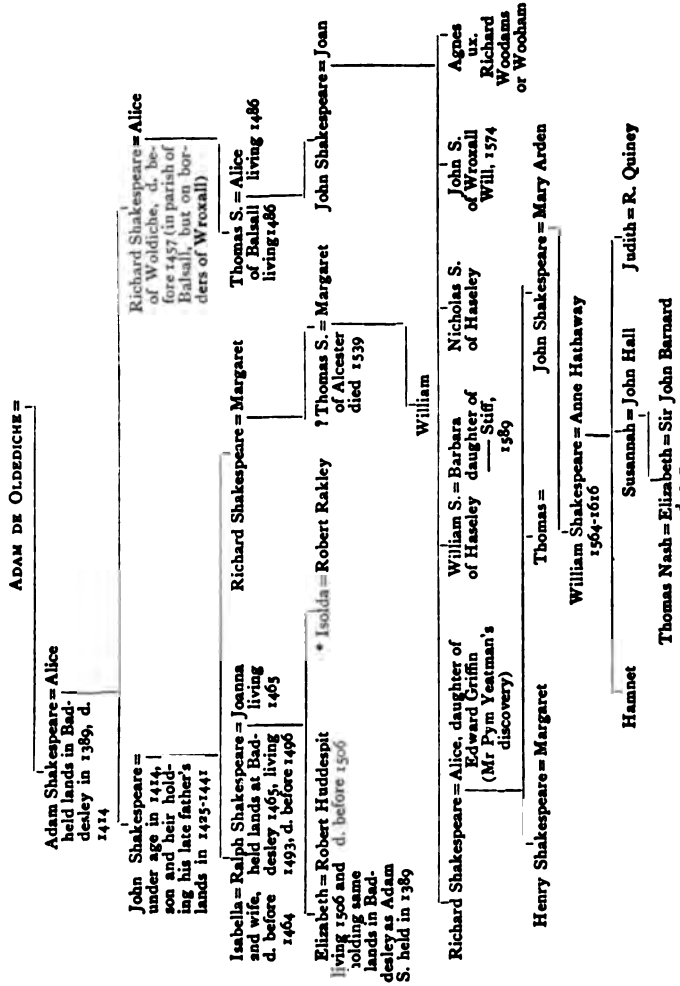 ADAM DE OLDEDICHE =
Adam Shakespeare = Alice
held lands in Bad-
desley in 1389, d.
1414
John Shakespeare =
under age in 1414,
son and heir hold-
ing his late father's
lands in 1425-1441
Richard Shakespeare = Alice
of Woldiche, d. be-
fore 1457 (in parish of
Balsall, but on bor-
ders of Wroxall)
Isabella = Ralph Shakespeare = Joanna
and wife, held lands at Bad- living
d. before desley 1465, living 1465
1464 1493, d. before 1496
Richard Shakespeare = Margaret
Thomas S. = Alice
of Balsall living 1486
living 1486
Elizabeth = Robert Huddespit
living 1506 and d. before 1506
holding same
lands in Bad-
desley as Adam
S. held in 1389
* Isolda = Robert Rakley
? Thomas S. = Margaret
of Alcester
died 1539
John Shakespeare = Joan
William
Richard Shakespeare = Alice, daughter of
Edward Griffin
(Mr Pym Yeatman's
discovery)
William S. = Barbara
of Haseley daughter of
—— Stiff,
1589
Nicholas S.
of Haseley
John S.
of Wroxall
Will, 1574
Agnes
ux.
Richard
Woodams
or Wooham
Henry Shakespeare = Margaret
Thomas =
John Shakespeare = Mary Arden
William Shakespeare = Anne Hathaway
1564-1616
Hamnet
Susannah = John Hall
Judith = R. Quiney
Thomas Nash = Elizabeth = Sir John Barnard